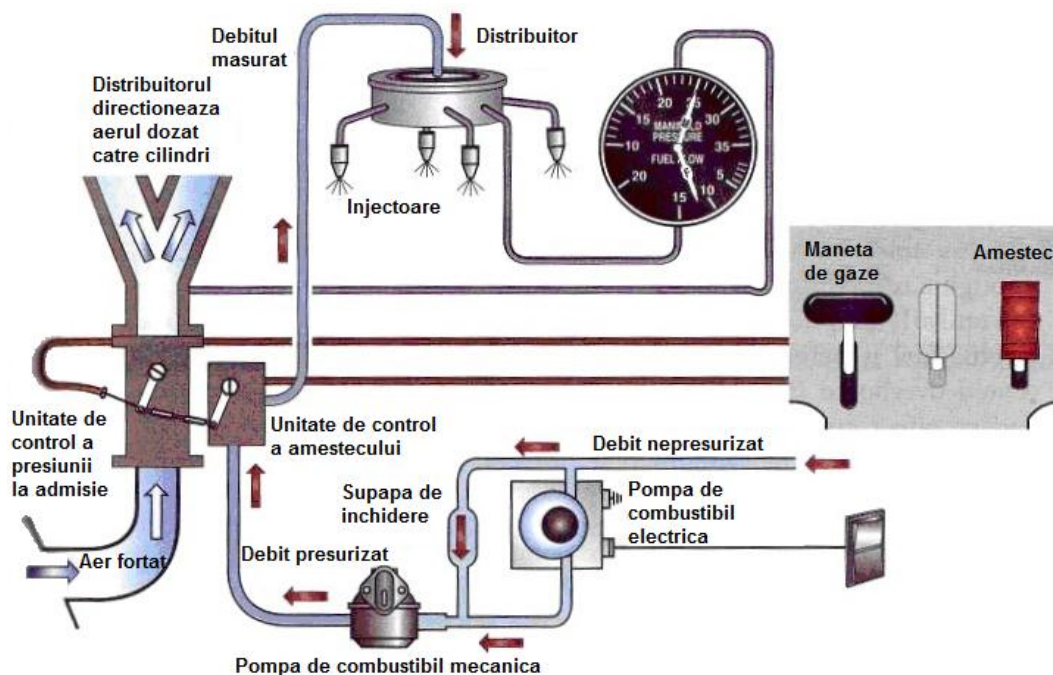 Debitul
masurat
Distribuitor
Distribuitorul
directioneaza
aerul dozat
catre cilindri
Injectoare
5
10
15
20
25
30
35
MANIFOLD
PRESSURE
FUEL FLOW
5
10
15
20
Maneta
de gaze
Amestec
Unitate de
control a
presiunii
la admisie
Unitate de control
a amestecului
Debit nepresurizat
Supapa de
inchidere
Pompa de
combustibil
electrica
Aer fortat
Debit presurizat
Pompa de combustibil mecanica